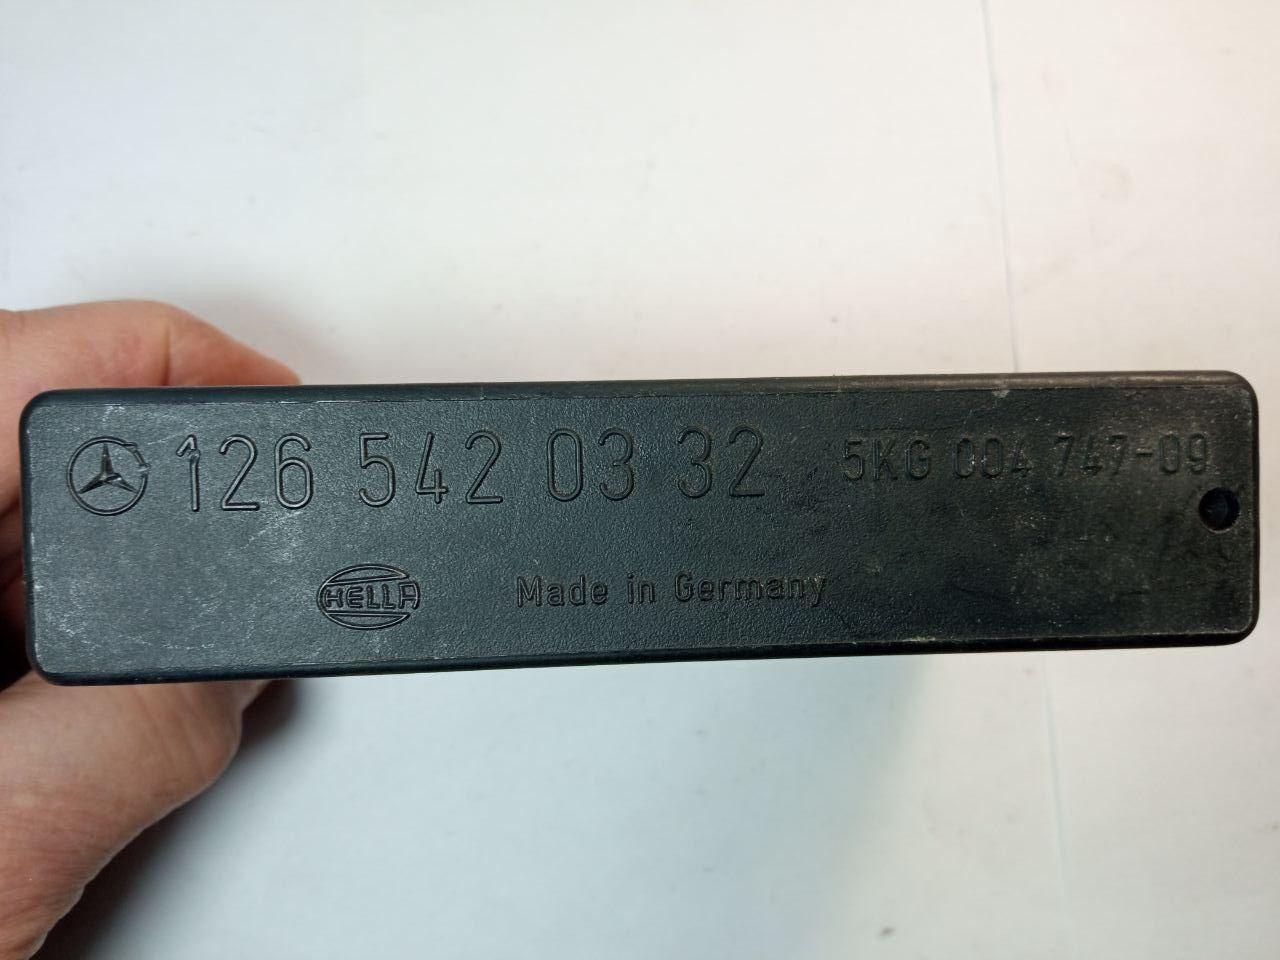 126 542 03 32 5KG 004 747-09
HELLA Made in Germany